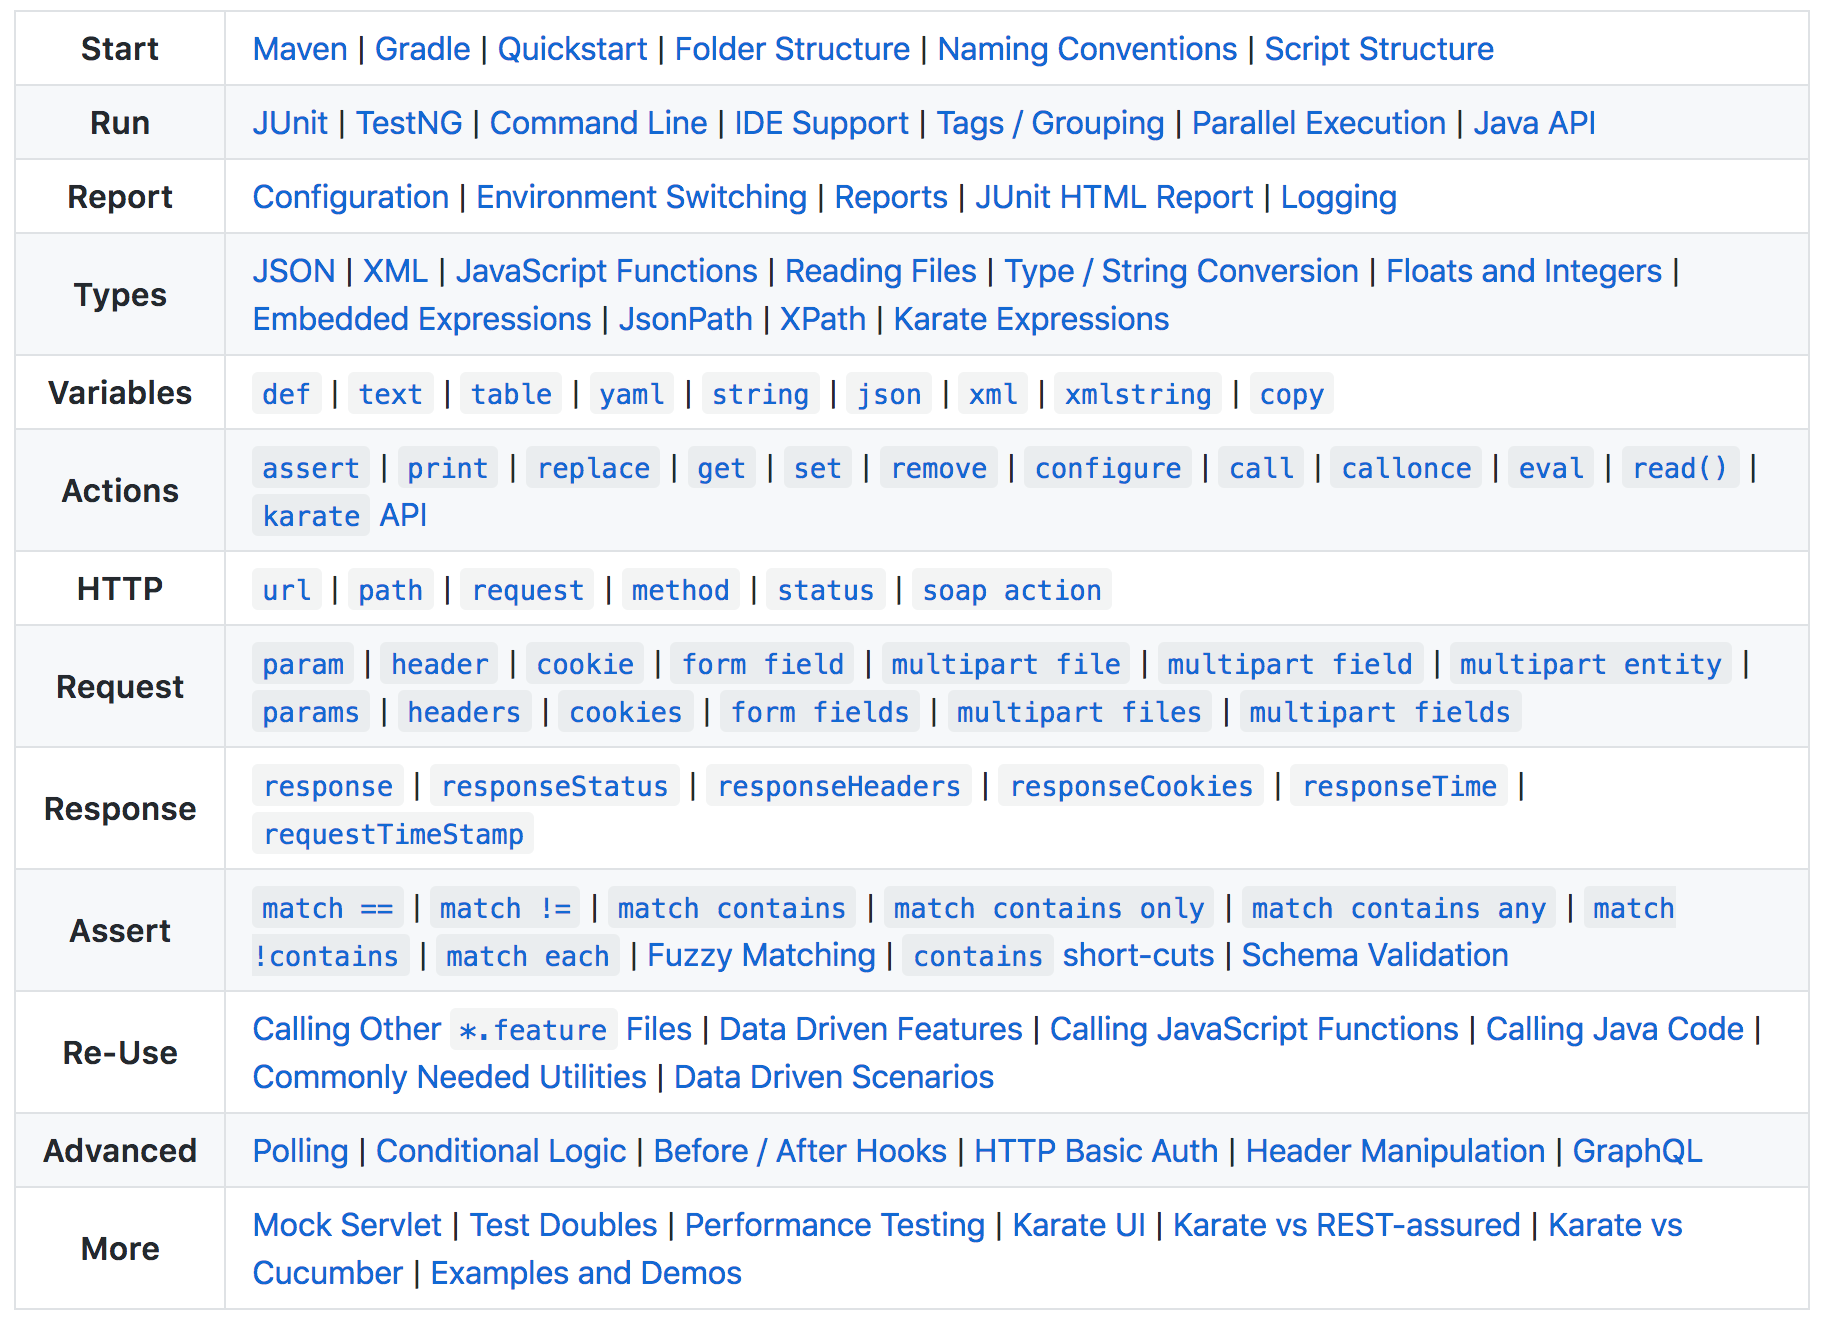 Start Maven | Gradle | Quickstart | Folder Structure | Naming Conventions | Script Structure
Run JUnit | TestNG | Command Line | IDE Support | Tags / Grouping | Parallel Execution | Java API
Report Configuration | Environment Switching | Reports | JUnit HTML Report | Logging
Types JSON | XML | JavaScript Functions | Reading Files | Type / String Conversion | Floats and Integers |
Embedded Expressions | JsonPath | XPath | Karate Expressions
Variables def | text | table | yaml | string | json | xml | xmlstring | copy
Actions assert | print | replace | get | set | remove | configure | call | callonce | eval | read() |
karate API
HTTP url | path | request | method | status | soap action
Request param | header | cookie | form field | multipart file | multipart field | multipart entity |
params | headers | cookies | form fields | multipart files | multipart fields
Response response | responseStatus | responseHeaders | responseCookies | responseTime |
requestTimeStamp
Assert match == | match != | match contains | match contains only | match contains any | match
!contains | match each | Fuzzy Matching | contains short-cuts | Schema Validation
Re-Use Calling Other *.feature Files | Data Driven Features | Calling JavaScript Functions | Calling Java Code |
Commonly Needed Utilities | Data Driven Scenarios
Advanced Polling | Conditional Logic | Before / After Hooks | HTTP Basic Auth | Header Manipulation | GraphQL
More Mock Servlet | Test Doubles | Performance Testing | Karate UI | Karate vs REST-assured | Karate vs
Cucumber | Examples and Demos